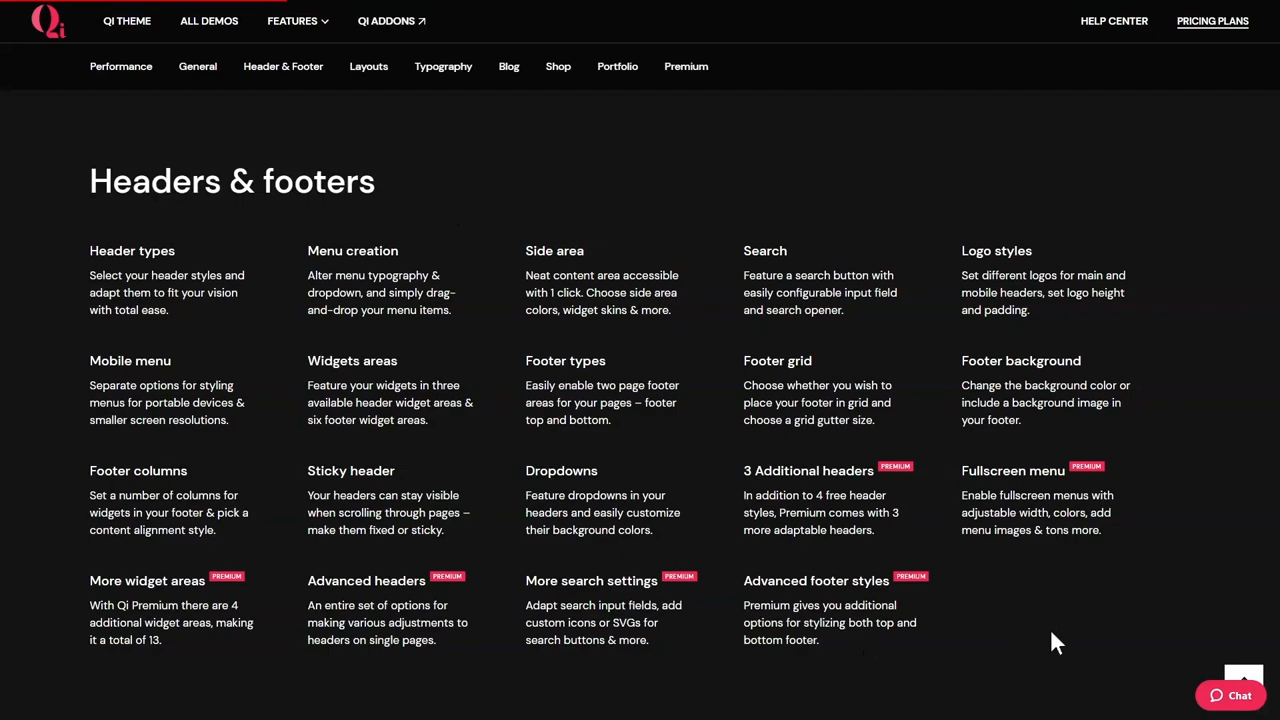 Qi
QI THEME
ALL DEMOS
FEATURES
QI ADDONS
HELP CENTER
PRICING PLANS
Performance
General
Header & Footer
Layouts
Typography
Blog
Shop
Portfolio
Premium
Headers & footers
Header types
Select your header styles and
adapt them to fit your vision
with total ease.
Menu creation
Alter menu typography &
dropdown, and simply drag-
and-drop your menu items.
Side area
Neat content area accessible
with 1 click. Choose side area
colors, widget skins & more.
Search
Feature a search button with
easily configurable input field
and search opener.
Logo styles
Set different logos for main and
mobile headers, set logo height
and padding.
Mobile menu
Separate options for styling
menus for portable devices &
smaller screen resolutions.
Widgets areas
Feature your widgets in three
available header widget areas &
six footer widget areas.
Footer types
Easily enable two page footer
areas for your pages – footer
top and bottom.
Footer grid
Choose whether you wish to
place your footer in grid and
choose a grid gutter size.
Footer background
Change the background color or
include a background image in
your footer.
Footer columns
Set a number of columns for
widgets in your footer & pick a
content alignment style.
Sticky header
Your headers can stay visible
when scrolling through pages –
make them fixed or sticky.
Dropdowns
Feature dropdowns in your
headers and easily customize
their background colors.
3 Additional headers PREMIUM
In addition to 4 free header
styles, Premium comes with 3
more adaptable headers.
Fullscreen menu PREMIUM
Enable fullscreen menus with
adjustable width, colors, add
menu images & tons more.
More widget areas PREMIUM
With Qi Premium there are 4
additional widget areas, making
it a total of 13.
Advanced headers PREMIUM
An entire set of options for
making various adjustments to
headers on single pages.
More search settings PREMIUM
Adapt search input fields, add
custom icons or SVGs for
search buttons & more.
Advanced footer styles PREMIUM
Premium gives you additional
options for stylizing both top and
bottom footer.
Chat